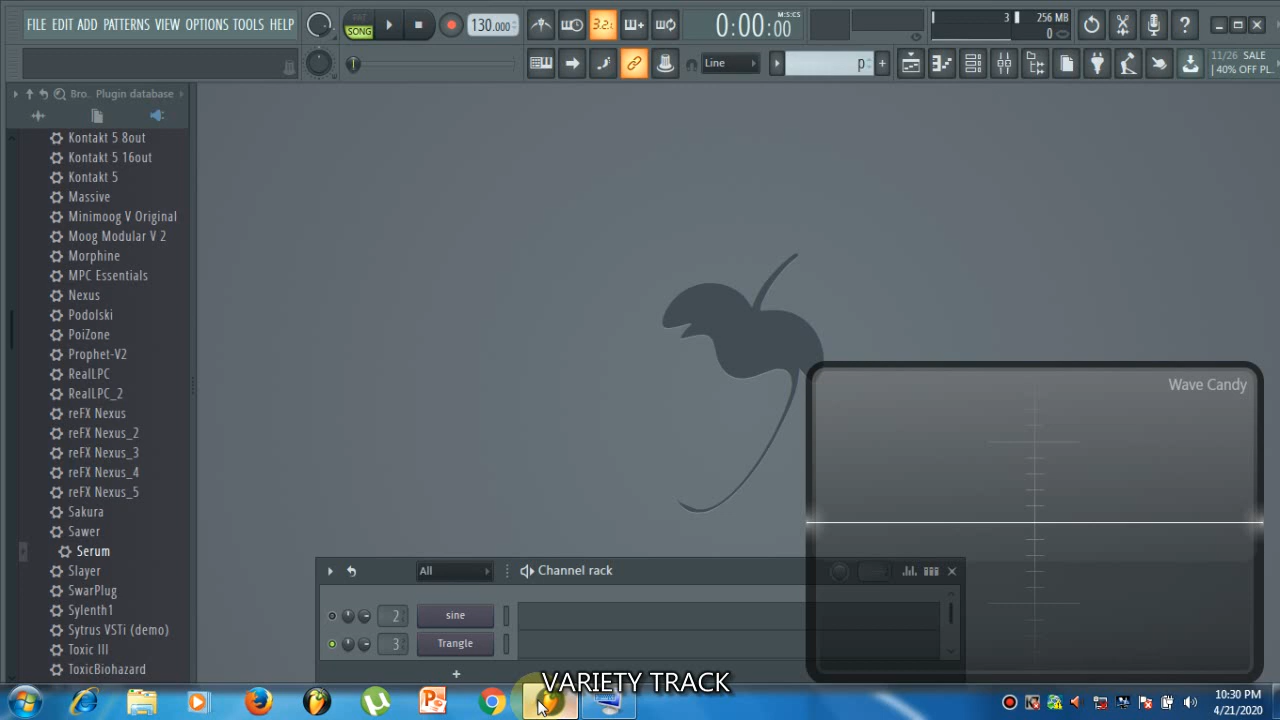 FILE EDIT ADD PATTERNS VIEW OPTIONS TOOLS HELP
PAT
SONG
130.000
3.2.1
0:00:00
M:S:CS
3
256 MB
0
Line
p
11/26 SALE
| 40% OFF PL..
Bro.. Plugin database
Kontakt 5 8out
Kontakt 5 16out
Kontakt 5
Massive
Minimoog V Original
Moog Modular V 2
Morphine
MPC Essentials
Nexus
Podolski
PoiZone
Prophet-V2
RealLPC
RealLPC_2
reFX Nexus
reFX Nexus_2
reFX Nexus_3
reFX Nexus_4
reFX Nexus_5
Sakura
Sawer
Serum
Slayer
SwarPlug
Sylenth1
Sytrus VSTi (demo)
Toxic III
ToxicBiohazard
Wave Candy
All
Channel rack
2 sine
3 Trangle
VARIETY TRACK
10:30 PM
4/21/2020